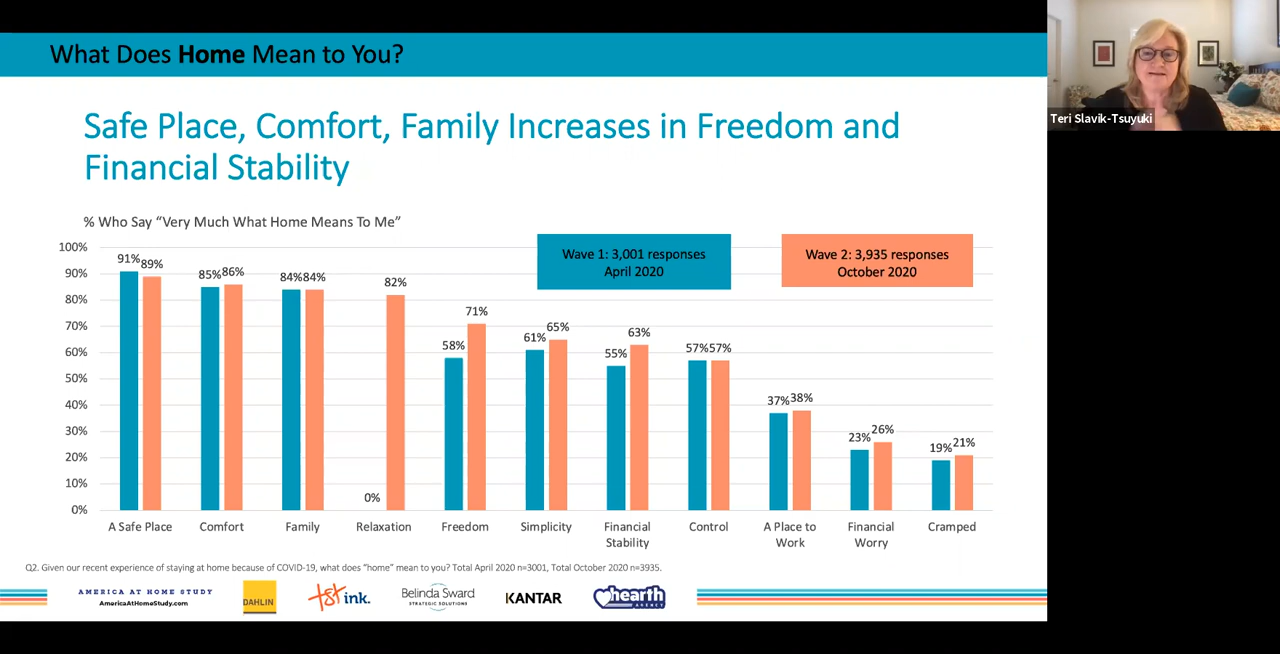 What Does Home Mean to You?
Teri Slavik-Tsuyuki
Safe Place, Comfort, Family Increases in Freedom and
Financial Stability
% Who Say “Very Much What Home Means To Me”
Wave 1: 3,001 responses
April 2020
Wave 2: 3,935 responses
October 2020
100%
90%
80%
70%
60%
50%
40%
30%
20%
10%
0%
91% 89%
85% 86%
84% 84%
0% 82%
58% 71%
61% 65%
55% 63%
57% 57%
37% 38%
23% 26%
19% 21%
A Safe Place
Comfort
Family
Relaxation
Freedom
Simplicity
Financial
Stability
Control
A Place to
Work
Financial
Worry
Cramped
Q2. Given our recent experience of staying at home because of COVID-19, what does “home” mean to you? Total April 2020 n=3001, Total October 2020 n=3935.
AMERICA AT HOME STUDY
AmericaAtHomeStudy.com
DAHLIN
tst ink.
Belinda Sward
STRATEGIC SOLUTIONS
KANTAR
hearth
AGENCY